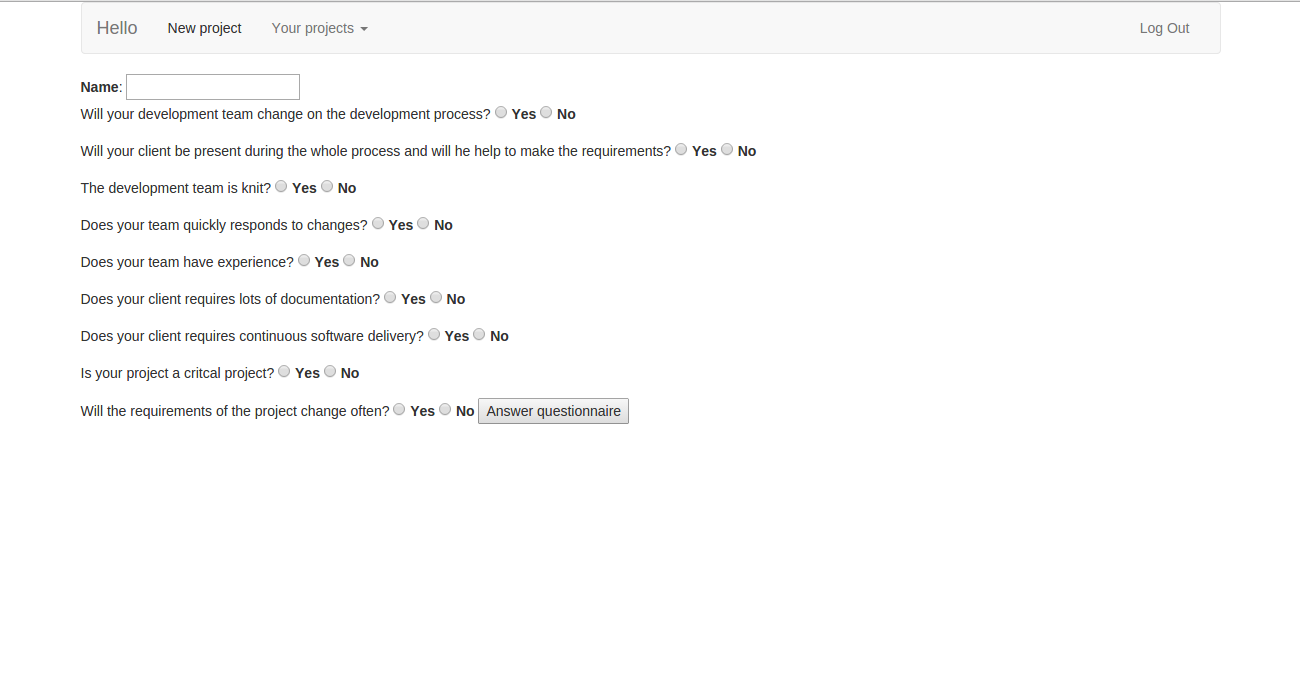 Hello New project Your projects Log Out
Name:
Will your development team change on the development process? Yes No
Will your client be present during the whole process and will he help to make the requirements? Yes No
The development team is knit? Yes No
Does your team quickly responds to changes? Yes No
Does your team have experience? Yes No
Does your client requires lots of documentation? Yes No
Does your client requires continuous software delivery? Yes No
Is your project a critcal project? Yes No
Will the requirements of the project change often? Yes No Answer questionnaire